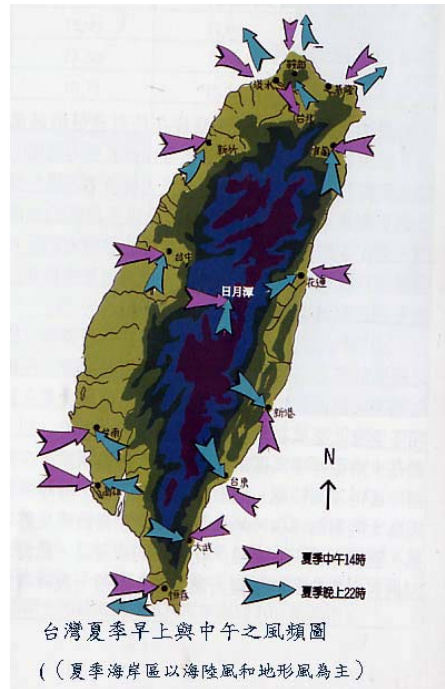 鞍部
淡水
基隆
台北
新竹
宜蘭
台中
日月潭
花蓮
新港
台南
高雄
台東
大武
恒春
N
夏季中午14時
夏季晚上22時
台灣夏季早上與中午之風頻圖
((夏季海岸區以海陸風和地形風為主)